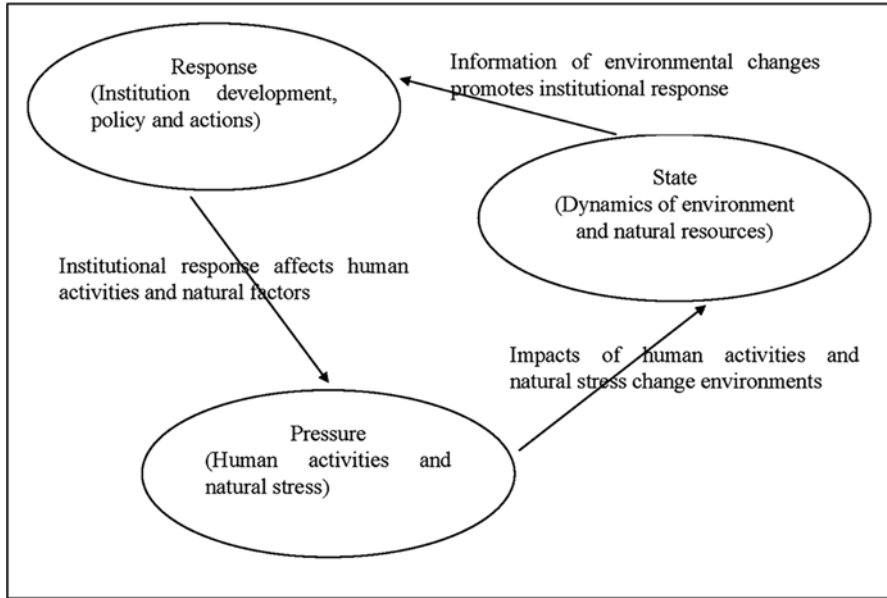 Response
(Institution development,
policy and actions)
Information of environmental changes
promotes institutional response
State
(Dynamics of environment
and natural resources)
Institutional response affects human
activities and natural factors
Impacts of human activities and
natural stress change environments
Pressure
(Human activities and
natural stress)